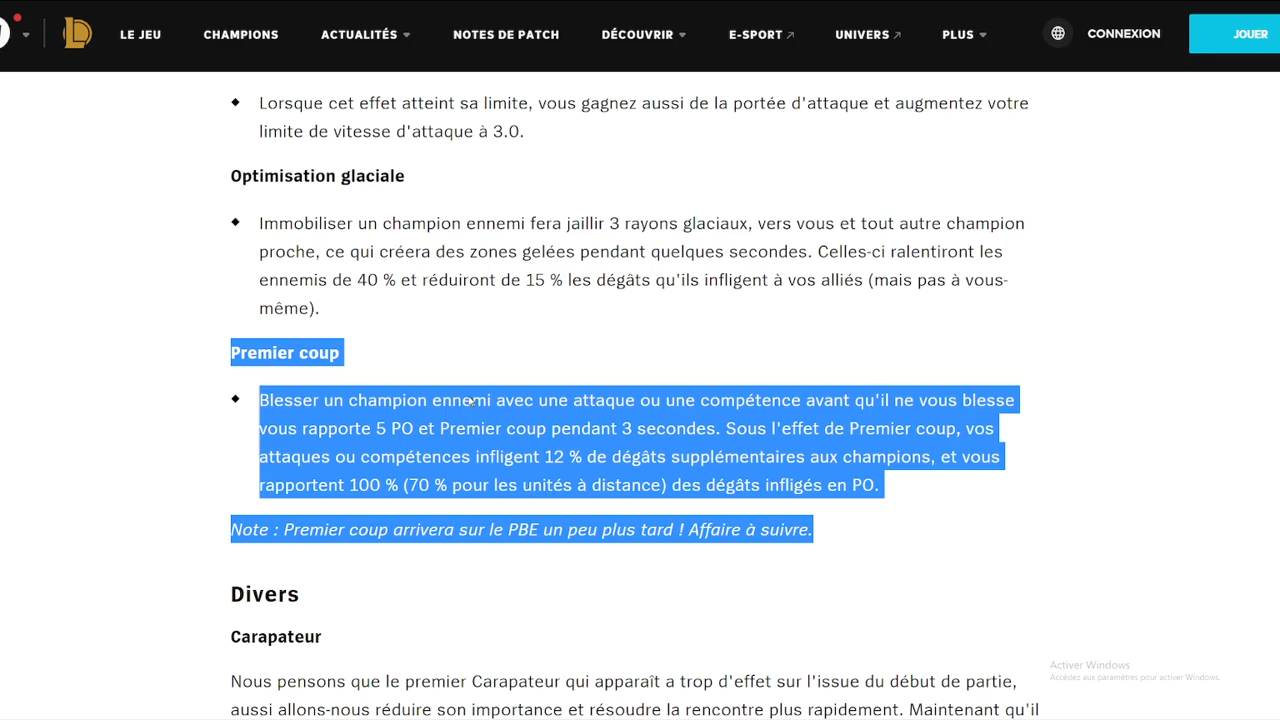 LE JEU CHAMPIONS ACTUALITÉS NOTES DE PATCH DÉCOUVRIR E-SPORT UNIVERS PLUS CONNEXION JOUER
Lorsque cet effet atteint sa limite, vous gagnez aussi de la portée d'attaque et augmentez votre
limite de vitesse d'attaque à 3.0.
Optimisation glaciale
Immobiliser un champion ennemi fera jaillir 3 rayons glaciaux, vers vous et tout autre champion
proche, ce qui créera des zones gelées pendant quelques secondes. Celles-ci ralentiront les
ennemis de 40 % et réduiront de 15 % les dégâts qu'ils infligent à vos alliés (mais pas à vous-
même).
Premier coup
Blesser un champion ennemi avec une attaque ou une compétence avant qu'il ne vous blesse
vous rapporte 5 PO et Premier coup pendant 3 secondes. Sous l'effet de Premier coup, vos
attaques ou compétences infligent 12 % de dégâts supplémentaires aux champions, et vous
rapportent 100 % (70 % pour les unités à distance) des dégâts infligés en PO.
Note : Premier coup arrivera sur le PBE un peu plus tard ! Affaire à suivre.
Divers
Carapateur
Nous pensons que le premier Carapateur qui apparaît a trop d'effet sur l'issue du début de partie,
aussi allons-nous réduire son importance et résoudre la rencontre plus rapidement. Maintenant qu'il
Activer Windows
Accédez aux paramètres pour activer Windows.